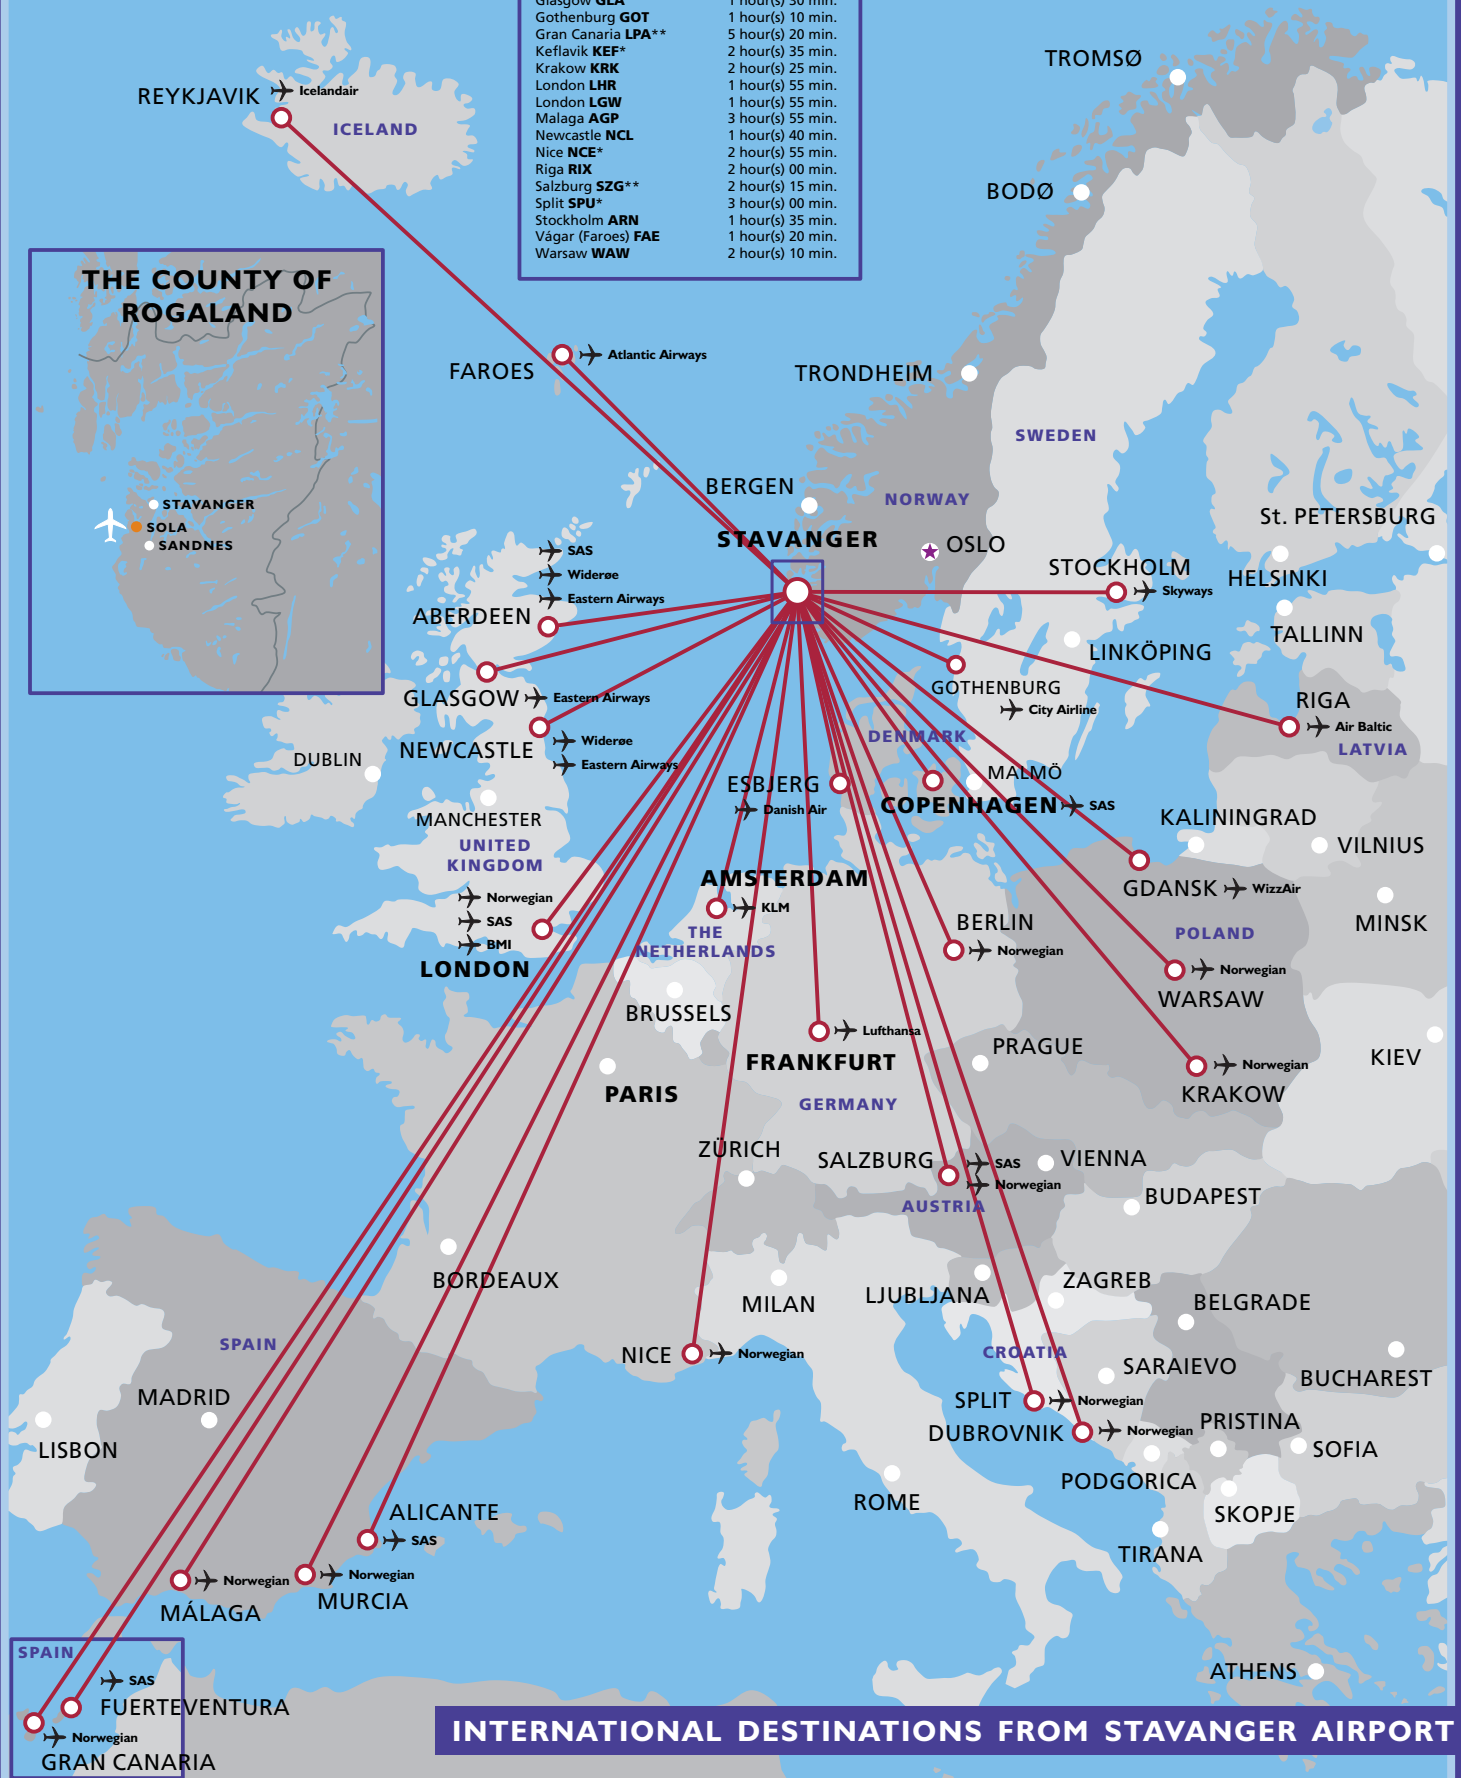 Glasgow GLA 1 hour(s) 30 min.
Gothenburg GOT 1 hour(s) 10 min.
Gran Canaria LPA** 5 hour(s) 20 min.
Keflavik KEF* 2 hour(s) 35 min.
Krakow KRK 2 hour(s) 25 min.
London LHR 1 hour(s) 55 min.
London LGW 1 hour(s) 55 min.
Malaga AGP 3 hour(s) 55 min.
Newcastle NCL 1 hour(s) 40 min.
Nice NCE* 2 hour(s) 55 min.
Riga RIX 2 hour(s) 00 min.
Salzburg SZG** 2 hour(s) 15 min.
Split SPU* 3 hour(s) 00 min.
Stockholm ARN 1 hour(s) 35 min.
Vágar (Faroes) FAE 1 hour(s) 20 min.
Warsaw WAW 2 hour(s) 10 min.
TROMSØ
REYKJAVIK
Icelandair
ICELAND
BODØ
THE COUNTY OF
ROGALAND
STAVANGER
SOLA
SANDNES
FAROES
Atlantic Airways
TRONDHEIM
SWEDEN
BERGEN
NORWAY
STAVANGER
OSLO
St. PETERSBURG
HELSINKI
STOCKHOLM
Skyways
TALLINN
LINKÖPING
SAS
Widerøe
Eastern Airways
ABERDEEN
GLASGOW
Eastern Airways
NEWCASTLE
Widerøe
Eastern Airways
GOTHENBURG
City Airline
RIGA
Air Baltic
LATVIA
DENMARK
DUBLIN
ESBJERG
Danish Air
MALMÖ
COPENHAGEN
SAS
MANCHESTER
UNITED
KINGDOM
KALININGRAD
VILNIUS
GDANSK
WizzAir
MINSK
AMSTERDAM
KLM
THE
NETHERLANDS
Norwegian
SAS
BMI
LONDON
BERLIN
Norwegian
POLAND
Norwegian
WARSAW
BRUSSELS
Lufthansa
FRANKFURT
PRAGUE
KIEV
Norwegian
KRAKOW
PARIS
GERMANY
ZÜRICH
SALZBURG
SAS
Norwegian
VIENNA
AUSTRIA
BUDAPEST
BORDEAUX
MILAN
LJUBLJANA
ZAGREB
BELGRADE
SPAIN
NICE
Norwegian
CROATIA
SARAIEVO
BUCHAREST
MADRID
SPLIT
Norwegian
DUBROVNIK
Norwegian
PRISTINA
SOFIA
LISBON
PODGORICA
ROME
SKOPJE
ALICANTE
SAS
TIRANA
Norwegian
MÁLAGA
Norwegian
MURCIA
SPAIN
SAS
FUERTEVENTURA
Norwegian
GRAN CANARIA
ATHENS
INTERNATIONAL DESTINATIONS FROM STAVANGER AIRPORT